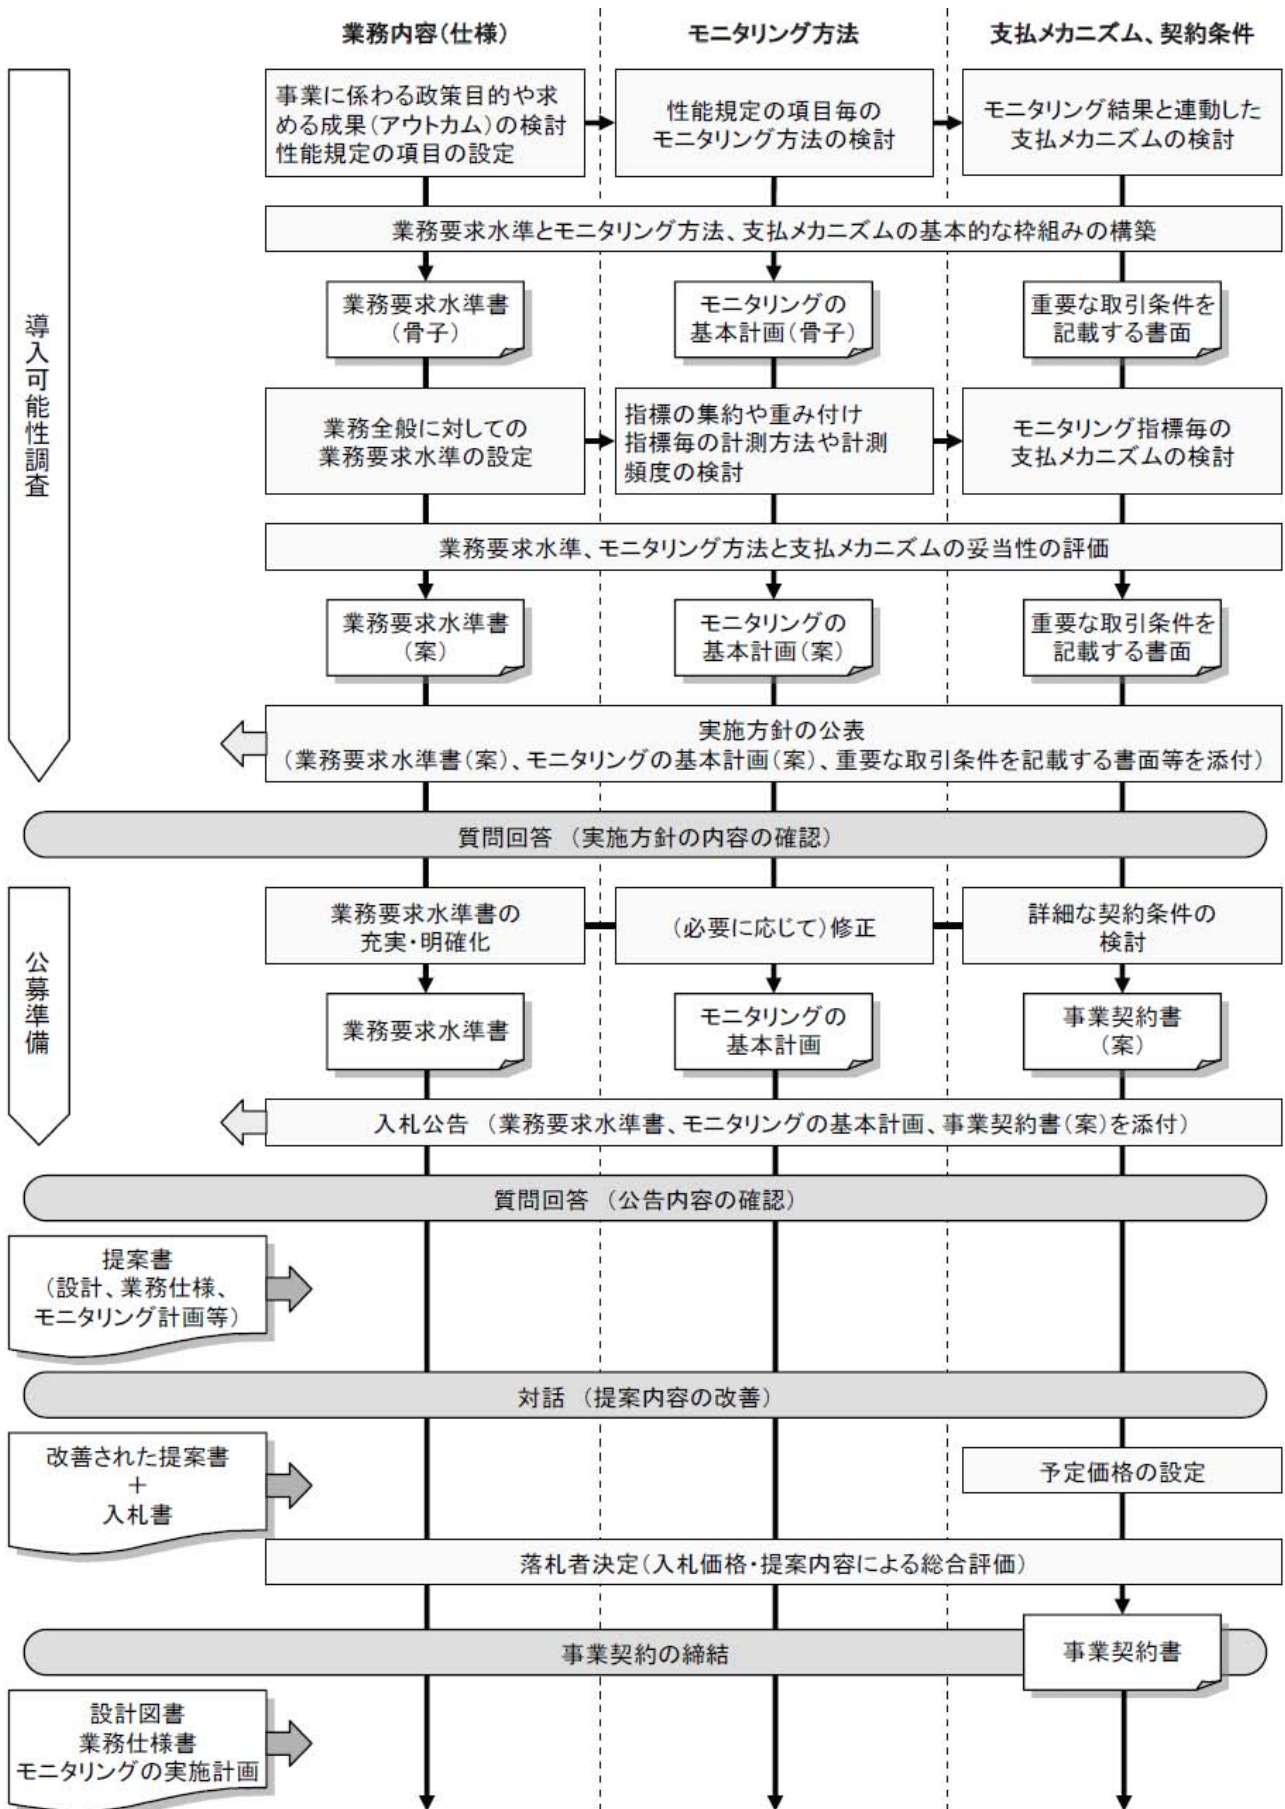 業務内容(仕様)
モニタリング方法
支払メカニズム、契約条件
導入可能性調査
事業に係わる政策目的や求
める成果(アウトカム)の検討
性能規定の項目の設定
性能規定の項目毎の
モニタリング方法の検討
モニタリング結果と連動した
支払メカニズムの検討
業務要求水準とモニタリング方法、支払メカニズムの基本的な枠組みの構築
業務要求水準書
(骨子)
モニタリングの
基本計画(骨子)
重要な取引条件を
記載する書面
業務全般に対しての
業務要求水準の設定
指標の集約や重み付け
指標毎の計測方法や計測
頻度の検討
モニタリング指標毎の
支払メカニズムの検討
業務要求水準、モニタリング方法と支払メカニズムの妥当性の評価
業務要求水準書
(案)
モニタリングの
基本計画(案)
重要な取引条件を
記載する書面
実施方針の公表
(業務要求水準書(案)、モニタリングの基本計画(案)、重要な取引条件を記載する書面等を添付)
質問回答 (実施方針の内容の確認)
公募準備
業務要求水準書の
充実・明確化
(必要に応じて)修正
詳細な契約条件の
検討
業務要求水準書
モニタリングの
基本計画
事業契約書
(案)
入札公告 (業務要求水準書、モニタリングの基本計画、事業契約書(案)を添付)
質問回答 (公告内容の確認)
提案書
(設計、業務仕様、
モニタリング計画等)
対話 (提案内容の改善)
改善された提案書
+
入札書
予定価格の設定
落札者決定(入札価格・提案内容による総合評価)
事業契約の締結
事業契約書
設計図書
業務仕様書
モニタリングの実施計画